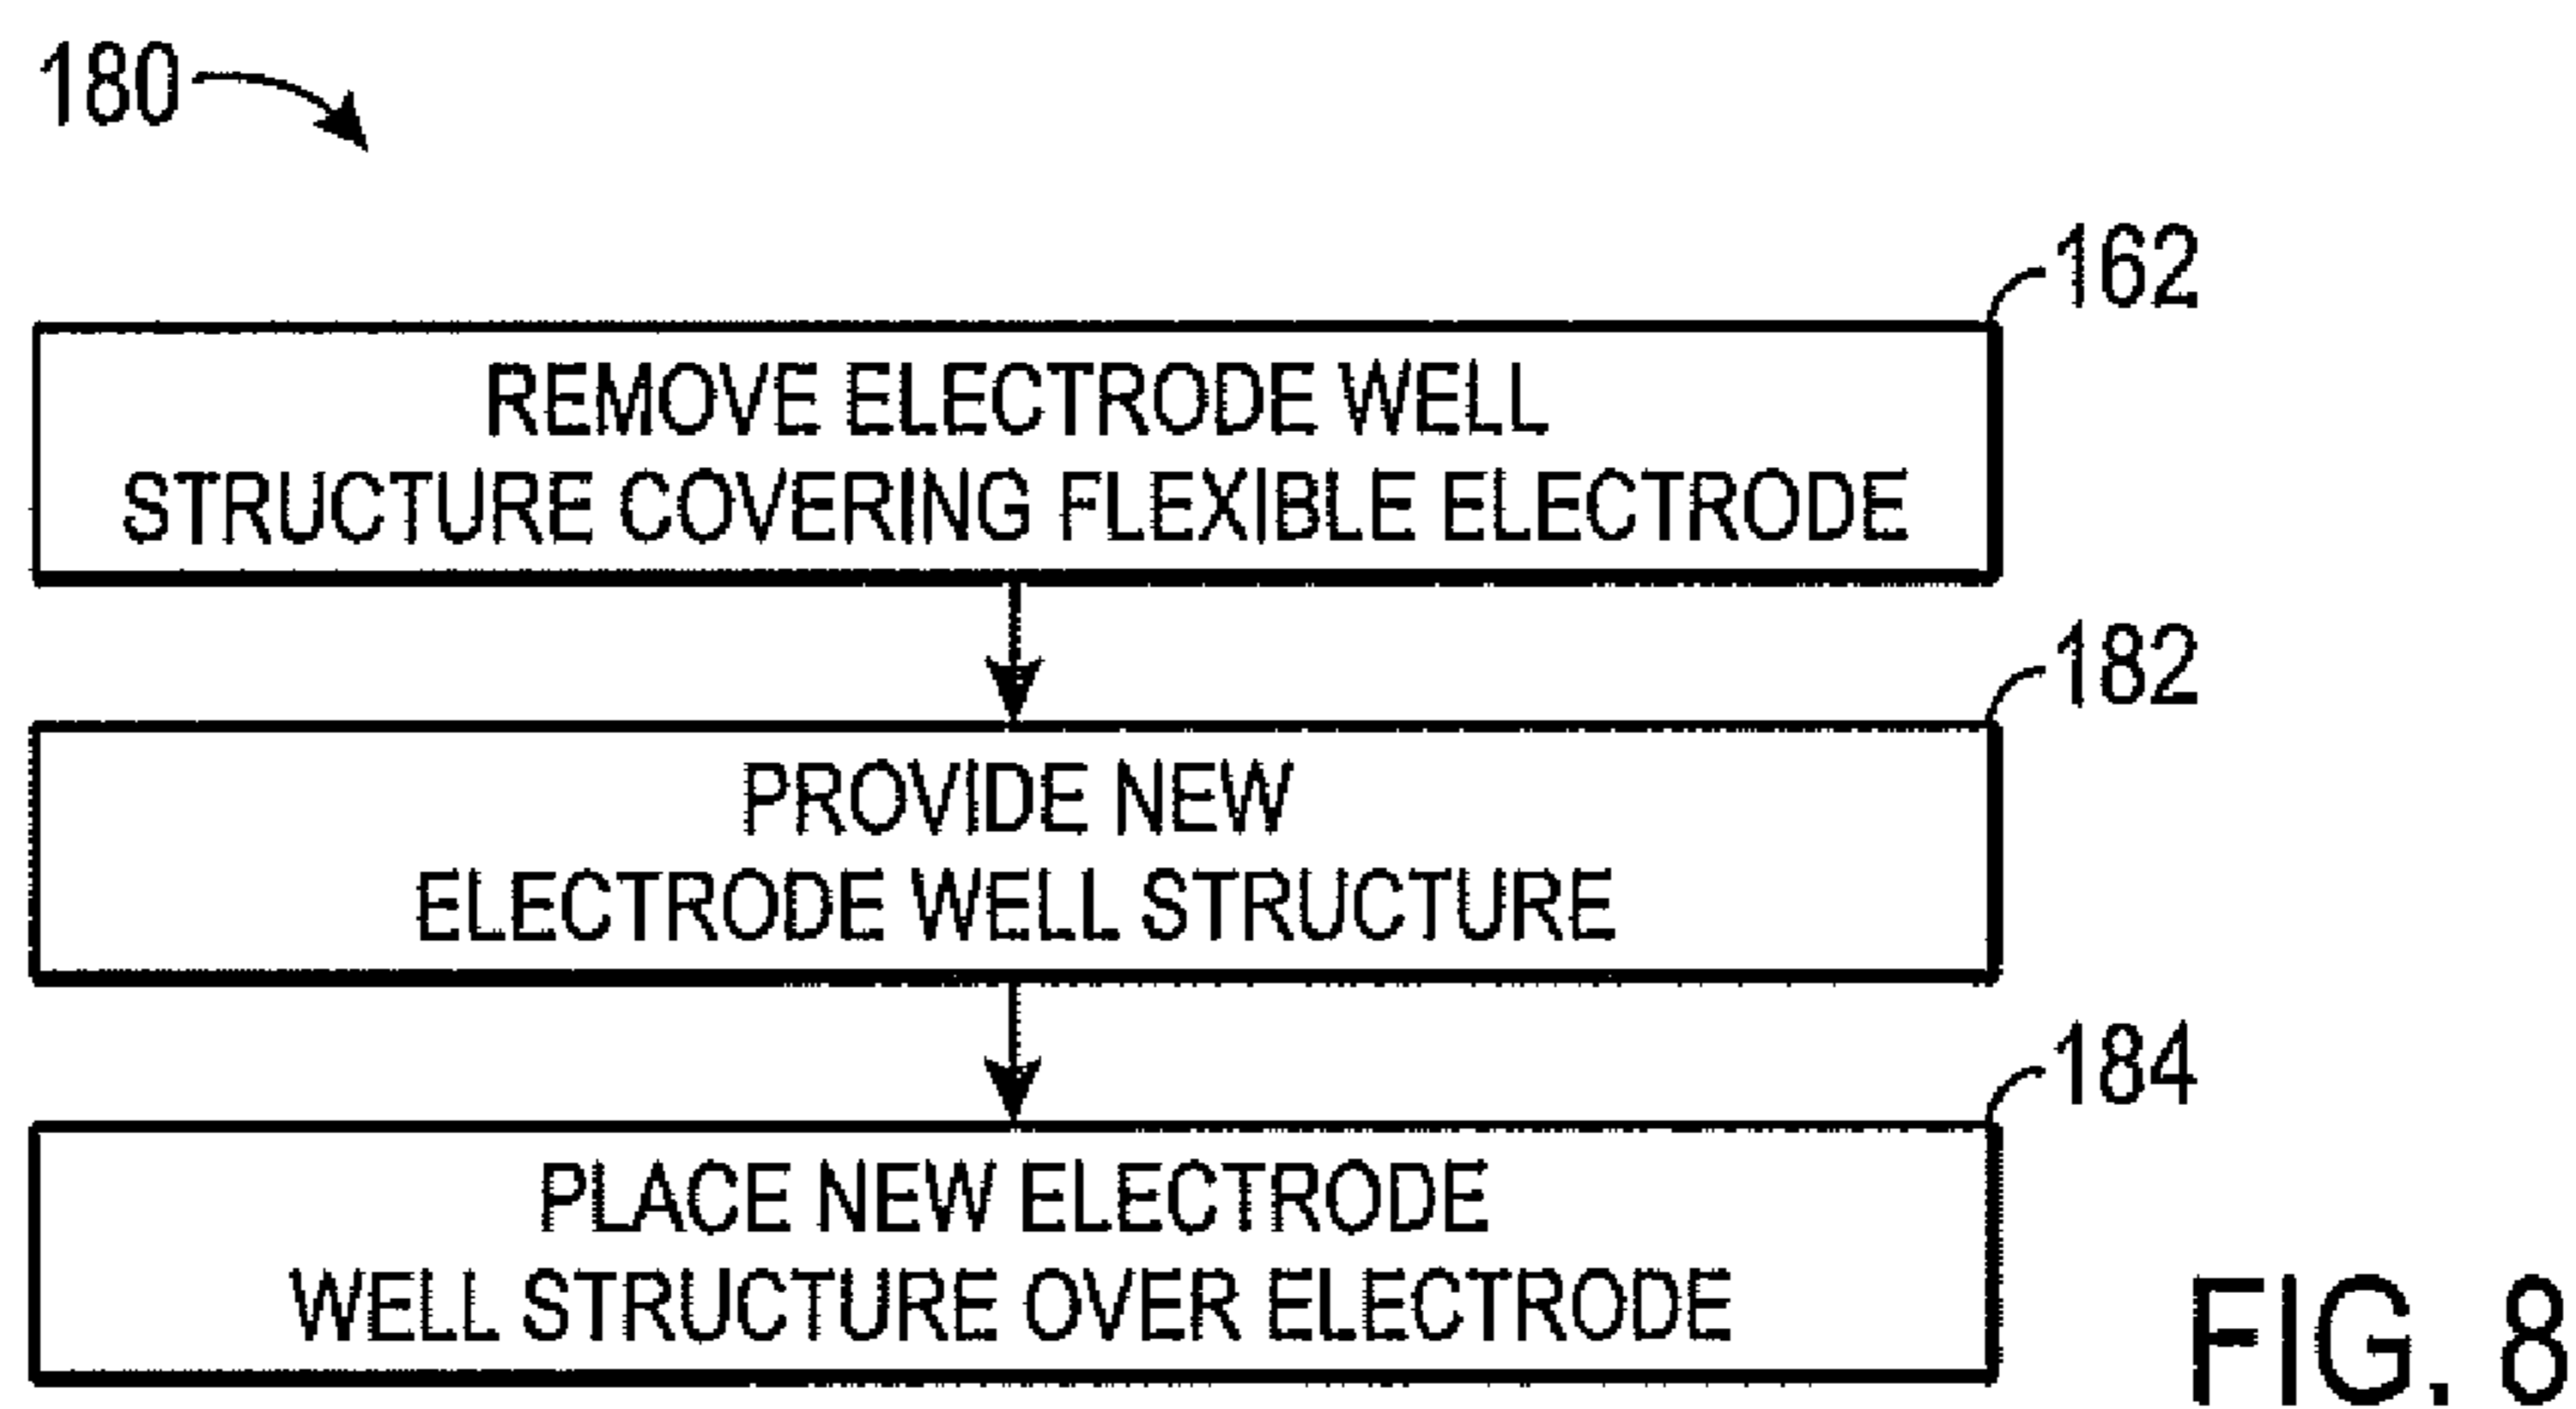 180
162
REMOVE ELECTRODE WELL
STRUCTURE COVERING FLEXIBLE ELECTRODE
182
PROVIDE NEW
ELECTRODE WELL STRUCTURE
184
PLACE NEW ELECTRODE
WELL STRUCTURE OVER ELECTRODE
FIG. 8